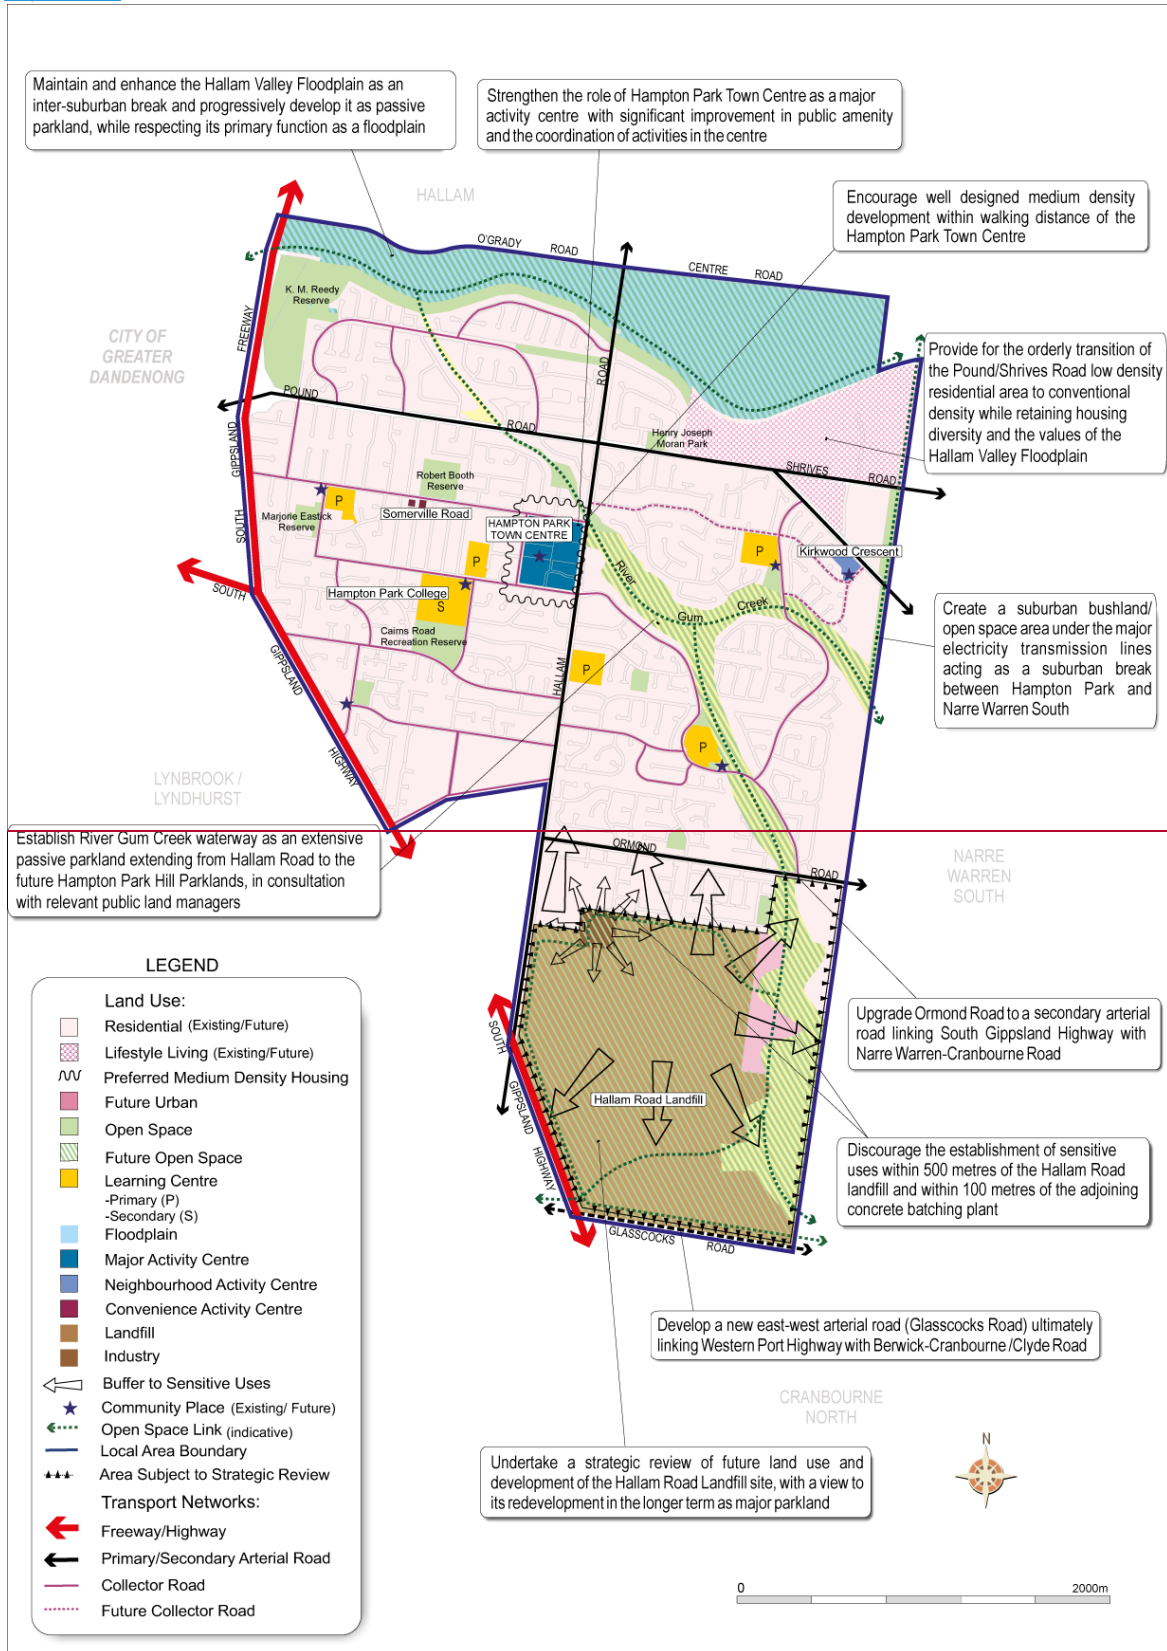 Maintain and enhance the Hallam Valley Floodplain as an
inter-suburban break and progressively develop it as passive
parkland, while respecting its primary function as a floodplain
Strengthen the role of Hampton Park Town Centre as a major
activity centre with significant improvement in public amenity
and the coordination of activities in the centre
Encourage well designed medium density
development within walking distance of the
Hampton Park Town Centre
HALLAM
O'GRADY ROAD
CENTRE ROAD
K. M. Reedy
Reserve
CITY OF
GREATER
DANDENONG
FREEWAY
GIPPSLAND
SOUTH
POUND
ROAD
ROAD
Henry Joseph
Moran Park
SHRIVES
ROAD
Provide for the orderly transition of
the Pound/Shrives Road low density
residential area to conventional
density while retaining housing
diversity and the values of the
Hallam Valley Floodplain
Robert Booth
Reserve
P
Marjorie Eastick
Reserve
Somerville Road
HAMPTON PARK
TOWN CENTRE
P
P
Kirkwood Crescent
River
Gum
Creek
Hampton Park College
S
Cairns Road
Recreation Reserve
SOUTH
GIPPSLAND
HIGHWAY
HALLAM
P
P
Create a suburban bushland/
open space area under the major
electricity transmission lines
acting as a suburban break
between Hampton Park and
Narre Warren South
LYNBROOK /
LYNDHURST
Establish River Gum Creek waterway as an extensive
passive parkland extending from Hallam Road to the
future Hampton Park Hill Parklands, in consultation
with relevant public land managers
ORMOND
ROAD
NARRE
WARREN
SOUTH
Upgrade Ormond Road to a secondary arterial
road linking South Gippsland Highway with
Narre Warren-Cranbourne Road
SOUTH
GIPPSLAND
HIGHWAY
Hallam Road Landfill
Discourage the establishment of sensitive
uses within 500 metres of the Hallam Road
landfill and within 100 metres of the adjoining
concrete batching plant
GLASSCOCKS
ROAD
Develop a new east-west arterial road (Glasscocks Road) ultimately
linking Western Port Highway with Berwick-Cranbourne /Clyde Road
CRANBOURNE
NORTH
Undertake a strategic review of future land use and
development of the Hallam Road Landfill site, with a view to
its redevelopment in the longer term as major parkland
N
0 2000m
LEGEND
Land Use:
Residential (Existing/Future)
Lifestyle Living (Existing/Future)
Preferred Medium Density Housing
Future Urban
Open Space
Future Open Space
Learning Centre
-Primary (P)
-Secondary (S)
Floodplain
Major Activity Centre
Neighbourhood Activity Centre
Convenience Activity Centre
Landfill
Industry
Buffer to Sensitive Uses
Community Place (Existing/ Future)
Open Space Link (indicative)
Local Area Boundary
Area Subject to Strategic Review
Transport Networks:
Freeway/Highway
Primary/Secondary Arterial Road
Collector Road
Future Collector Road